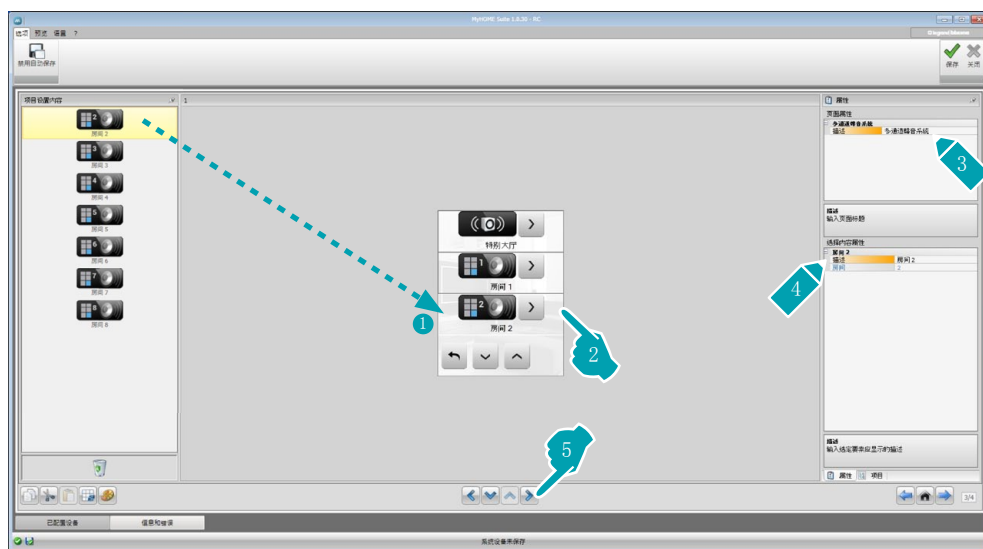 MyHOME Suite 1.0.30 - RC
选项 预览 设置 ?
禁用自动保存
保存 关闭
项目设置内容
1
属性
房间 2
房间 3
房间 4
房间 5
房间 6
房间 7
房间 8
特别大厅
房间 1
房间 2
1
2
3
4
5
页面属性
多通道音系统
描述 多通道音系统
描述
输入页面标题
选择内容属性
房间 2
描述 房间 2
房间 2
描述
输入选定要素应显示的描述
属性 项目
3/4
已配置设备 信息和错误
系统设备未保存